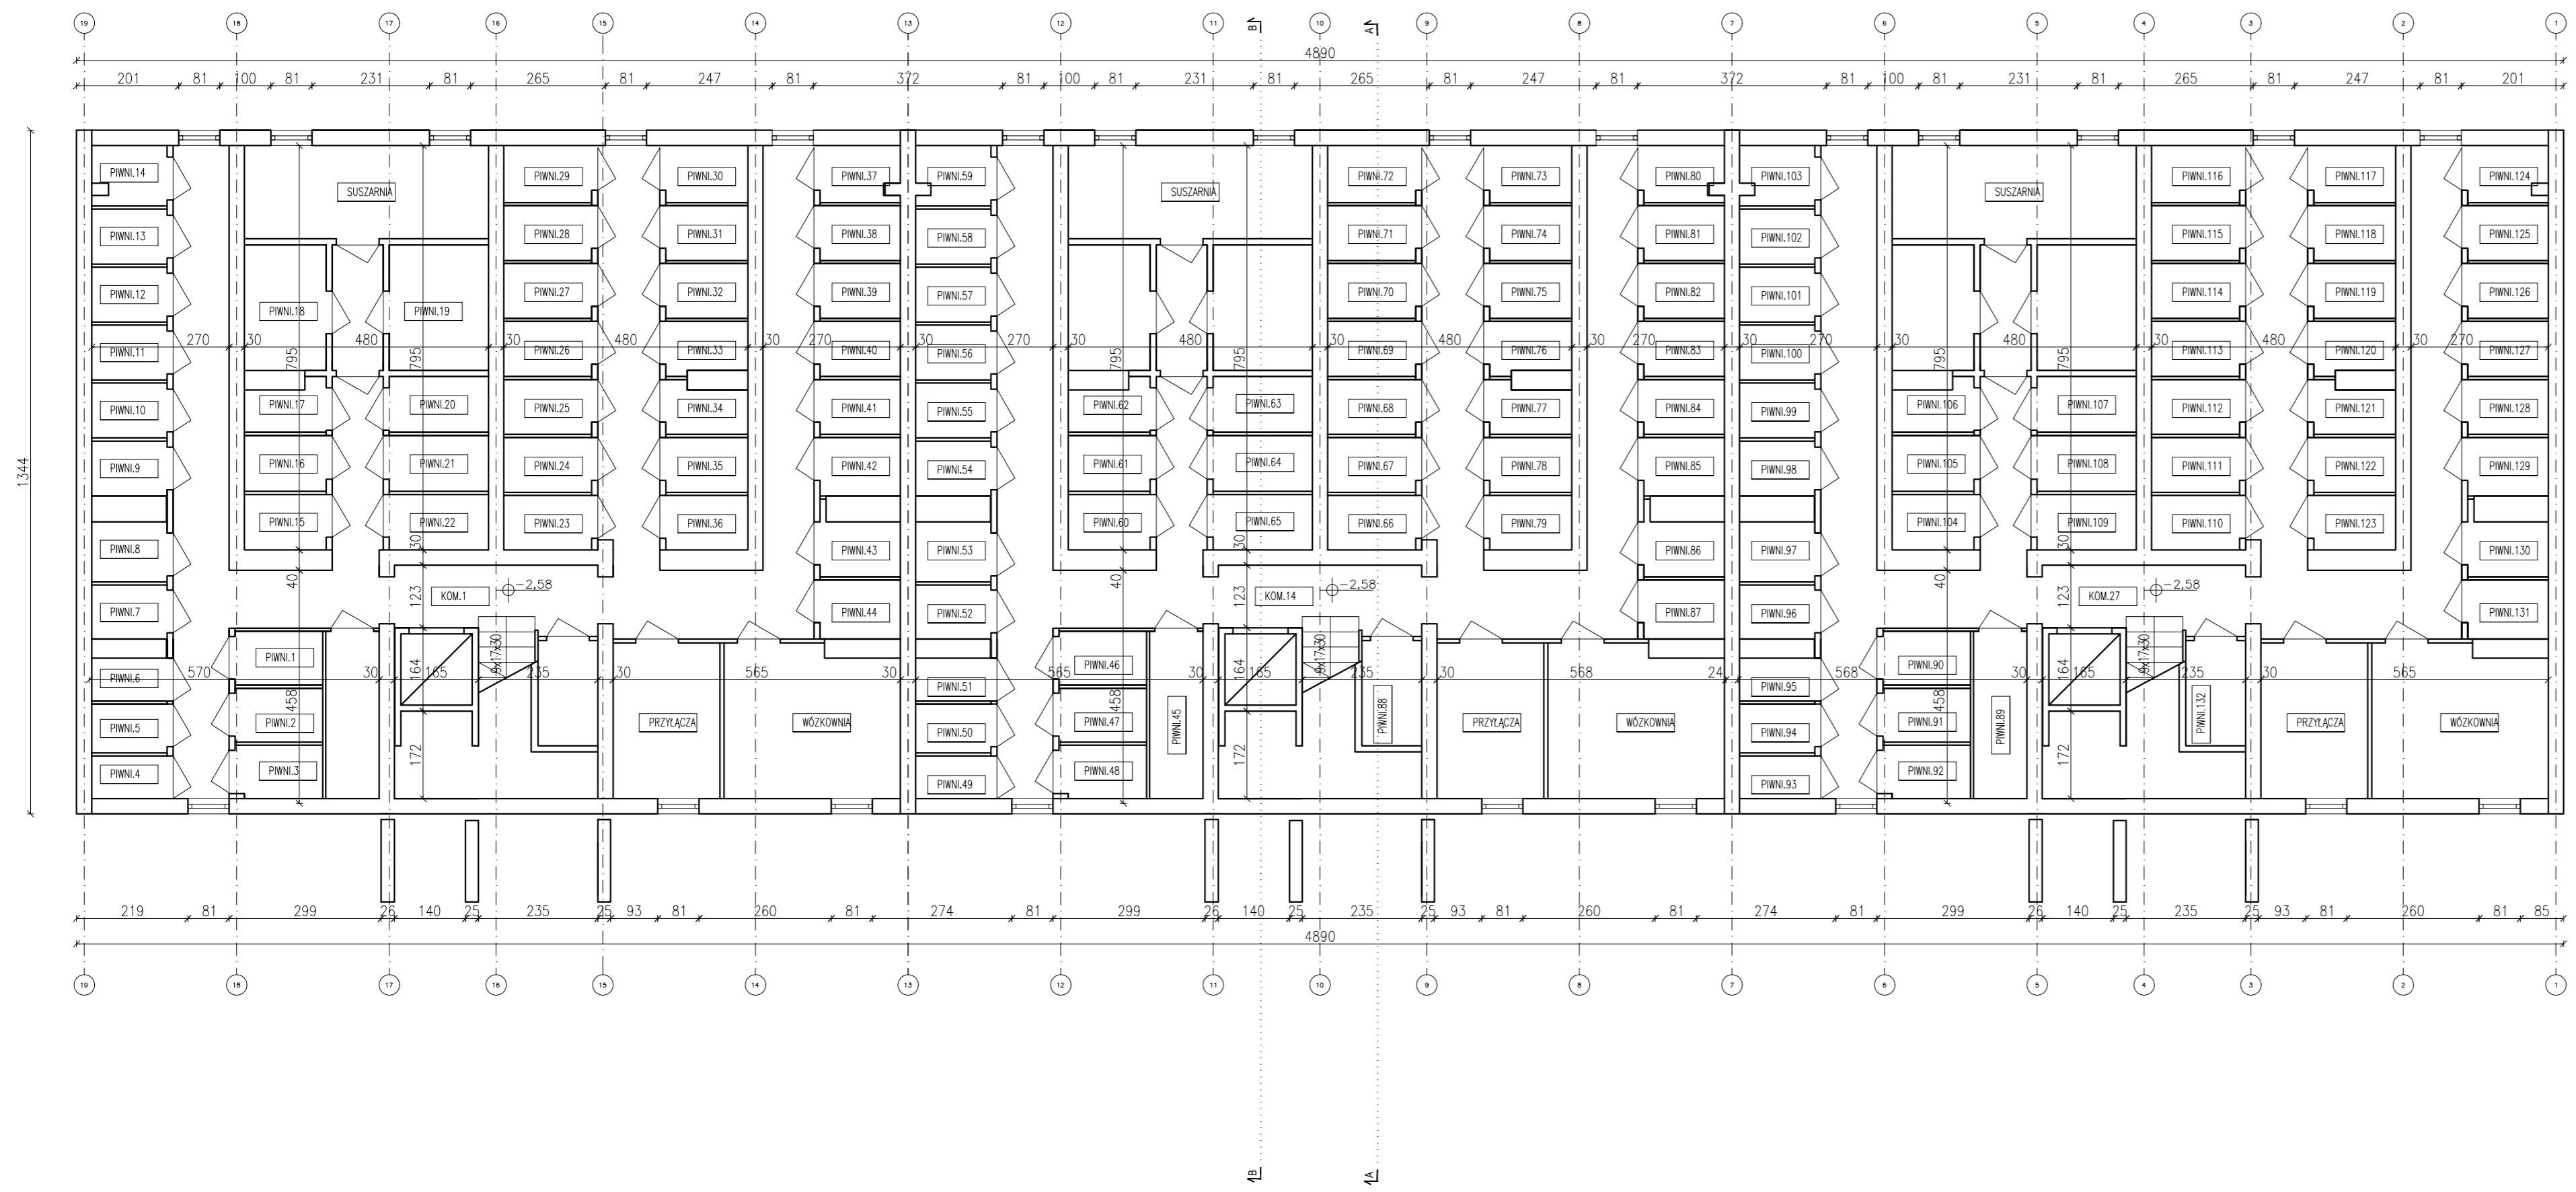 19 18 17 16 15 14 13 12 11 B 10 A 9 8 7 6 5 4 3 2 1
4890
201 81 100 81 231 81 265 81 247 81 372 81 100 81 231 81 265 81 247 81 372 81 100 81 231 81 265 81 247 81 201
PIWNI.14 SUSZARNIA PIWNI.29 PIWNI.30 PIWNI.37 PIWNI.59 SUSZARNIA PIWNI.72 PIWNI.73 PIWNI.80 PIWNI.103 SUSZARNIA PIWNI.116 PIWNI.117 PIWNI.124
PIWNI.13 PIWNI.28 PIWNI.31 PIWNI.38 PIWNI.58 PIWNI.71 PIWNI.74 PIWNI.81 PIWNI.102 PIWNI.115 PIWNI.118 PIWNI.125
PIWNI.12 PIWNI.27 PIWNI.32 PIWNI.39 PIWNI.57 PIWNI.70 PIWNI.75 PIWNI.82 PIWNI.101 PIWNI.114 PIWNI.119 PIWNI.126
PIWNI.18 PIWNI.19
270 30 480 30 480 30 270 30 270 30 480 30 480 30 270 30 270 30 480 30 480 30 270
PIWNI.11 795 795 PIWNI.26 PIWNI.33 PIWNI.40 PIWNI.56 795 795 PIWNI.69 PIWNI.76 PIWNI.83 PIWNI.100 795 795 PIWNI.113 PIWNI.120 PIWNI.127
PIWNI.10 PIWNI.17 PIWNI.20 PIWNI.25 PIWNI.34 PIWNI.41 PIWNI.55 PIWNI.62 PIWNI.63 PIWNI.68 PIWNI.77 PIWNI.84 PIWNI.99 PIWNI.106 PIWNI.107 PIWNI.112 PIWNI.121 PIWNI.128
1344
PIWNI.9 PIWNI.16 PIWNI.21 PIWNI.24 PIWNI.35 PIWNI.42 PIWNI.54 PIWNI.61 PIWNI.64 PIWNI.67 PIWNI.78 PIWNI.85 PIWNI.98 PIWNI.105 PIWNI.108 PIWNI.111 PIWNI.122 PIWNI.129
PIWNI.15 PIWNI.22 PIWNI.23 PIWNI.36 PIWNI.60 PIWNI.65 PIWNI.66 PIWNI.79 PIWNI.104 PIWNI.109 PIWNI.110 PIWNI.123
PIWNI.8 30 PIWNI.43 PIWNI.53 30 PIWNI.86 PIWNI.97 30 PIWNI.130
40 123 KOM.1 -2,58 40 123 KOM.14 -2,58 40 123 KOM.27 -2,58
PIWNI.7 PIWNI.44 PIWNI.52 PIWNI.87 PIWNI.96 PIWNI.131
PIWNI.1 164 9x17x30 PIWNI.46 164 9x17x30 PIWNI.90 164 9x17x30
PIWNI.6 570 30 165 235 30 565 30 PIWNI.51 565 30 165 235 30 568 24 PIWNI.95 568 30 165 235 30 565
458 458 458
PIWNI.5 PIWNI.2 PRZYŁĄCZA WÓZKOWNIA PIWNI.50 PIWNI.47 PIWNI.45 PIWNI.88 PRZYŁĄCZA WÓZKOWNIA PIWNI.94 PIWNI.91 PIWNI.89 PIWNI.132 PRZYŁĄCZA WÓZKOWNIA
PIWNI.4 PIWNI.3 172 PIWNI.49 PIWNI.48 172 PIWNI.93 PIWNI.92 172
219 81 299 26 140 25 235 25 93 81 260 81 274 81 299 26 140 25 235 25 93 81 260 81 274 81 299 26 140 25 235 25 93 81 260 81 85
4890
19 18 17 16 15 14 13 12 11 10 9 8 7 6 5 4 3 2 1
B A